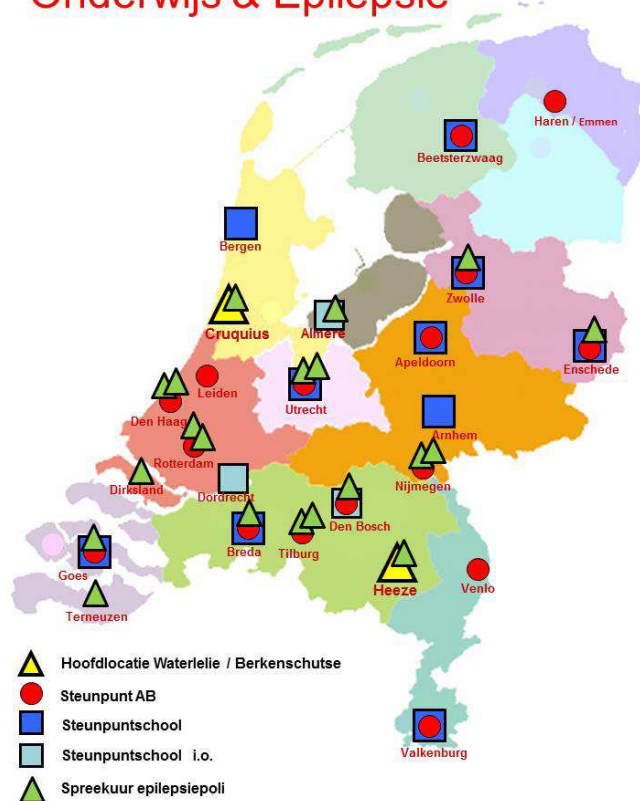 Onderwijs & Epilepsie
Haren / Emmen
Beetsterzwaag
Bergen
Zwolle
Cruquius
Almere
Apeldoorn
Enschede
Leiden
Utrecht
Den Haag
Arnhem
Rotterdam
Nijmegen
Dirksland
Dordrecht
Den Bosch
Breda
Tilburg
Goes
Heeze
Venlo
Terneuzen
Hoofdlocatie Waterlelie / Berkenschutse
Steunpunt AB
Steunpuntschool
Valkenburg
Steunpuntschool i.o.
Spreekuur epilepsiepoli